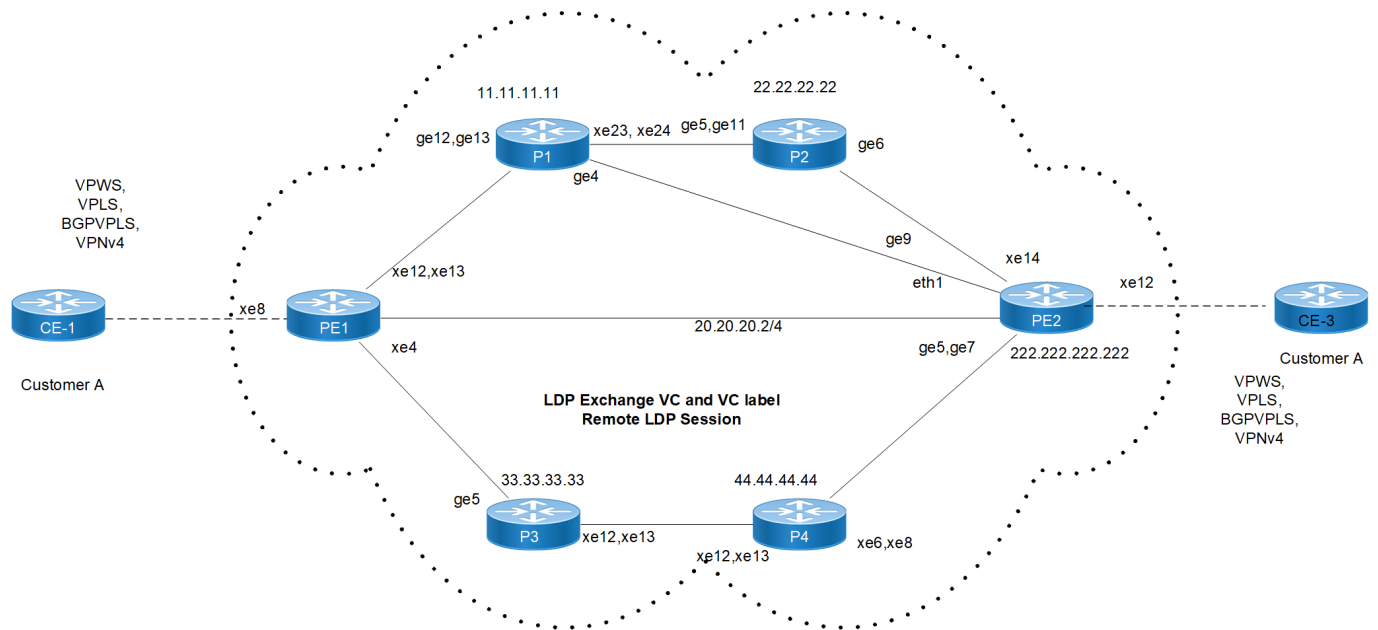 11.11.11.11
22.22.22.22
ge12,ge13
xe23, xe24
ge5,ge11
P1
P2
ge6
ge4
VPWS,
VPLS,
BGPVPLS,
VPNv4
ge9
xe14
xe12,xe13
eth1
xe12
xe8
CE-1
PE1
PE2
CE-3
20.20.20.2/4
xe4
ge5,ge7
222.222.222.222
Customer A
Customer A
LDP Exchange VC and VC label
Remote LDP Session
VPWS,
VPLS,
BGPVPLS,
VPNv4
33.33.33.33
44.44.44.44
ge5
P3
P4
xe12,xe13
xe12,xe13
xe6,xe8